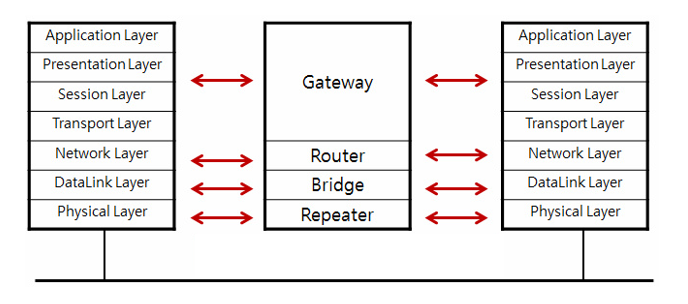 Application Layer
Presentation Layer
Session Layer
Transport Layer
Network Layer
DataLink Layer
Physical Layer
Gateway
Router
Bridge
Repeater
Application Layer
Presentation Layer
Session Layer
Transport Layer
Network Layer
DataLink Layer
Physical Layer